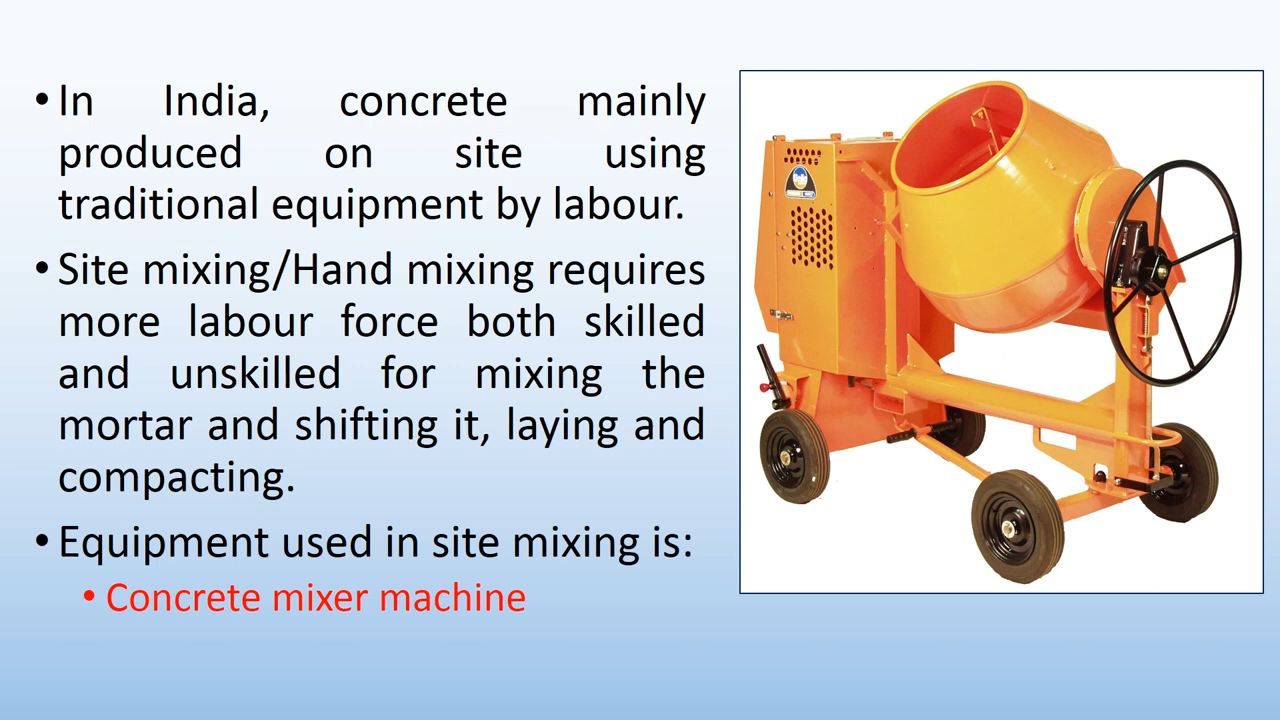 • In India, concrete mainly
produced on site using
traditional equipment by labour.
• Site mixing/Hand mixing requires
more labour force both skilled
and unskilled for mixing the
mortar and shifting it, laying and
compacting.
• Equipment used in site mixing is:
• Concrete mixer machine